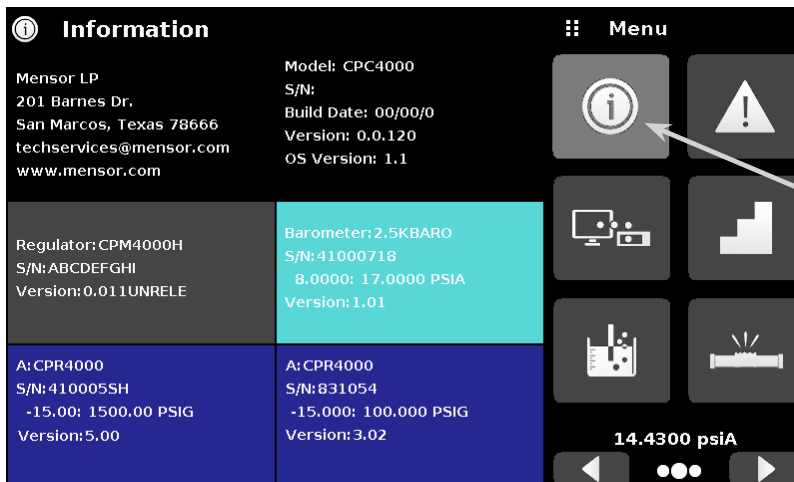 Information
Mensor LP
201 Barnes Dr.
San Marcos, Texas 78666
techservices@mensor.com
www.mensor.com
Model: CPC4000
S/N:
Build Date: 00/00/0
Version: 0.0.120
OS Version: 1.1
Regulator:CPM4000H
S/N:ABCDEFGHI
Version:0.011UNRELE
Barometer:2.5KBARO
S/N:41000718
8.0000: 17.0000 PSIA
Version:1.01
A:CPR4000
S/N:410005SH
-15.00: 1500.00 PSIG
Version:5.00
A:CPR4000
S/N:831054
-15.000: 100.000 PSIG
Version:3.02
Menu
14.4300 psiA